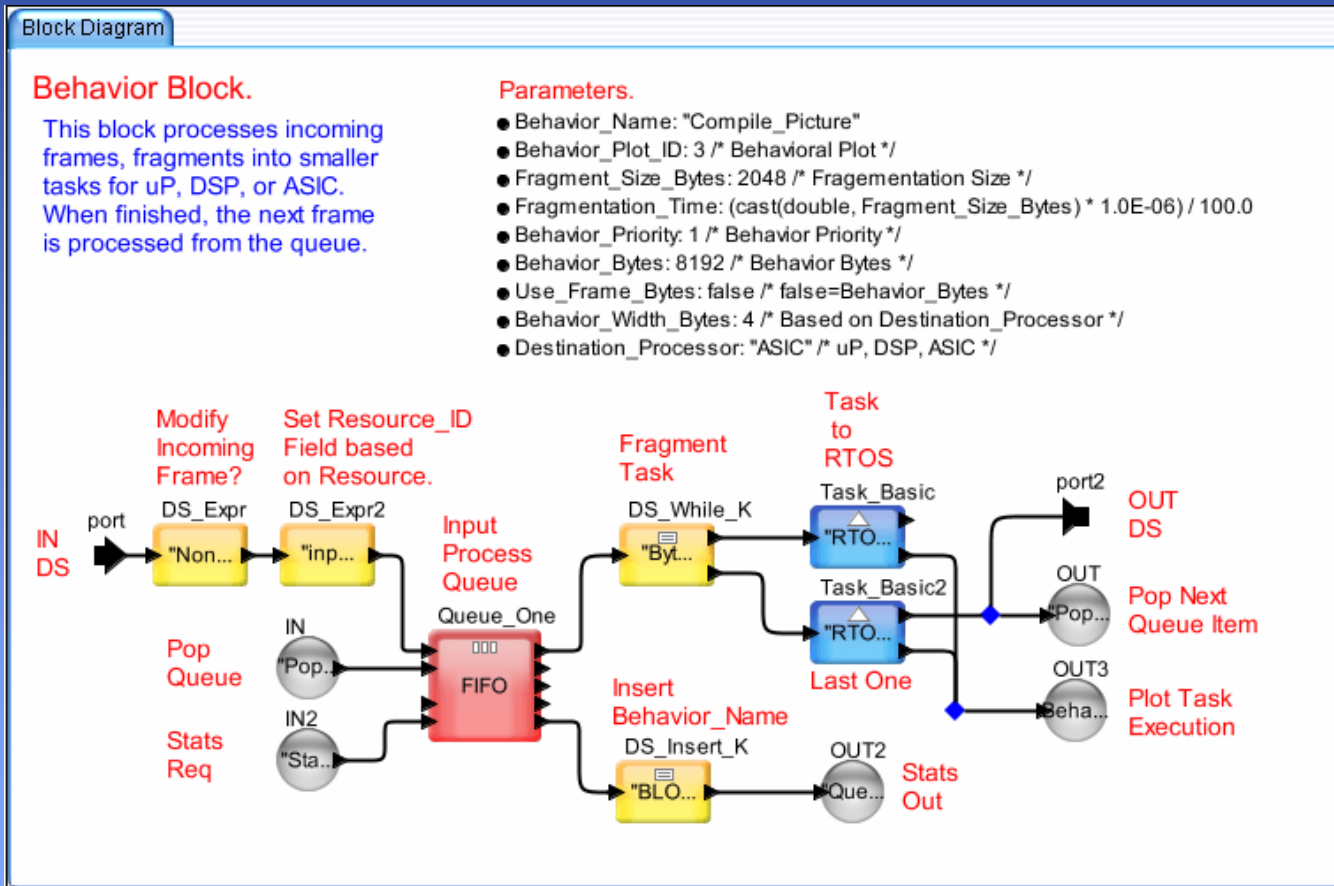 Block Diagram
Behavior Block.
This block processes incoming
frames, fragments into smaller
tasks for uP, DSP, or ASIC.
When finished, the next frame
is processed from the queue.
Parameters.
Behavior_Name: "Compile_Picture"
Behavior_Plot_ID: 3 /* Behavioral Plot */
Fragment_Size_Bytes: 2048 /* Fragementation Size */
Fragmentation_Time: (cast(double, Fragment_Size_Bytes) * 1.0E-06) / 100.0
Behavior_Priority: 1 /* Behavior Priority */
Behavior_Bytes: 8192 /* Behavior Bytes */
Use_Frame_Bytes: false /* false=Behavior_Bytes */
Behavior_Width_Bytes: 4 /* Based on Destination_Processor */
Destination_Processor: "ASIC" /* uP, DSP, ASIC */
Modify
Incoming
Frame?
Set Resource_ID
Field based
on Resource.
Fragment
Task
Task
to
RTOS
IN
DS
port
DS_Expr
"Non...
DS_Expr2
"inp...
Input
Process
Queue
Queue_One
FIFO
DS_While_K
"Byt...
Task_Basic
"RTO...
Task_Basic2
"RTO...
Last One
port2
OUT
DS
OUT
"Pop...
Pop Next
Queue Item
OUT3
Beha...
Plot Task
Execution
Pop
Queue
IN
"Pop...
Stats
Req
IN2
"Sta...
Insert
Behavior_Name
DS_Insert_K
"BLO...
OUT2
"Que...
Stats
Out